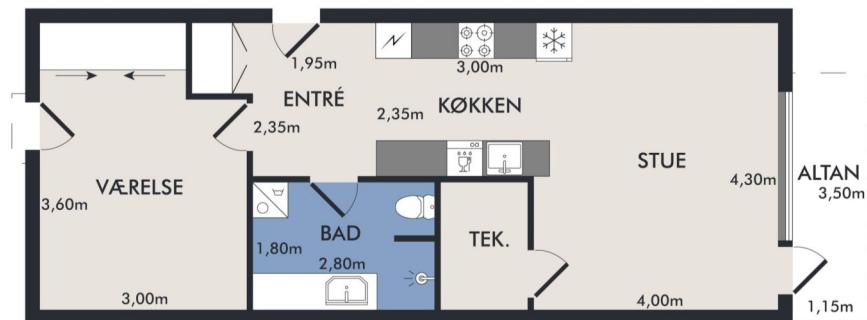 1,95m
ENTRÉ
2,35m
3,00m
2,35m
KØKKEN
STUE
4,30m
ALTAN
3,50m
VÆRELSE
3,60m
3,00m
BAD
1,80m
2,80m
TEK.
4,00m
1,15m